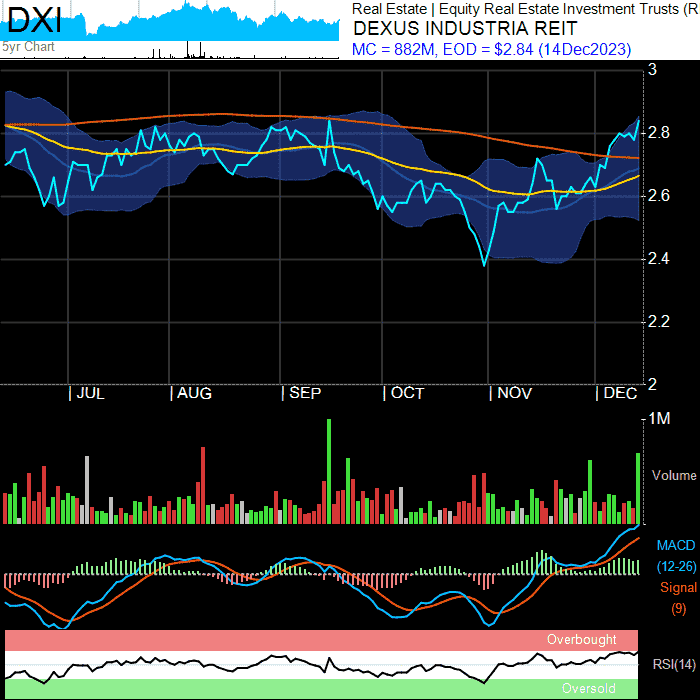 DXI
5yr Chart
Real Estate | Equity Real Estate Investment Trusts (R
DEXUS INDUSTRIA REIT
MC = 882M, EOD = $2.84 (14Dec2023)
3
2.8
2.6
2.4
2.2
2
| JUL | AUG | SEP | OCT | NOV | DEC
1M
Volume
MACD
(12-26)
Signal
(9)
Overbought
RSI(14)
Oversold